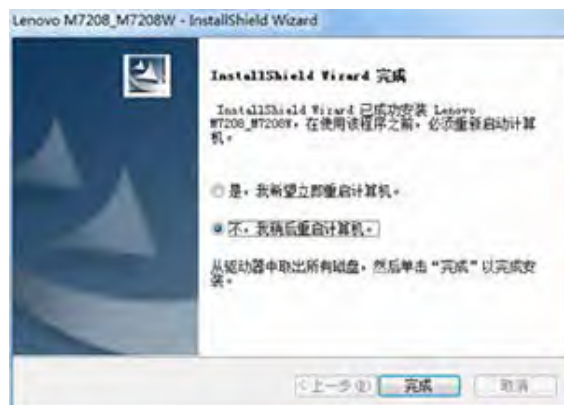 Lenovo M7208_M7208W - InstallShield Wizard
InstallShield Wizard 完成
InstallShield Wizard 已成功安装 Lenovo
M7208_M7208W。在使用该程序之前，必须重新启动计算
机。
是，我希望立即重启计算机。
不，我稍后重启计算机。
从驱动器中取出所有磁盘，然后单击“完成”以完成安
装。
<上一步(B)
完成
取消